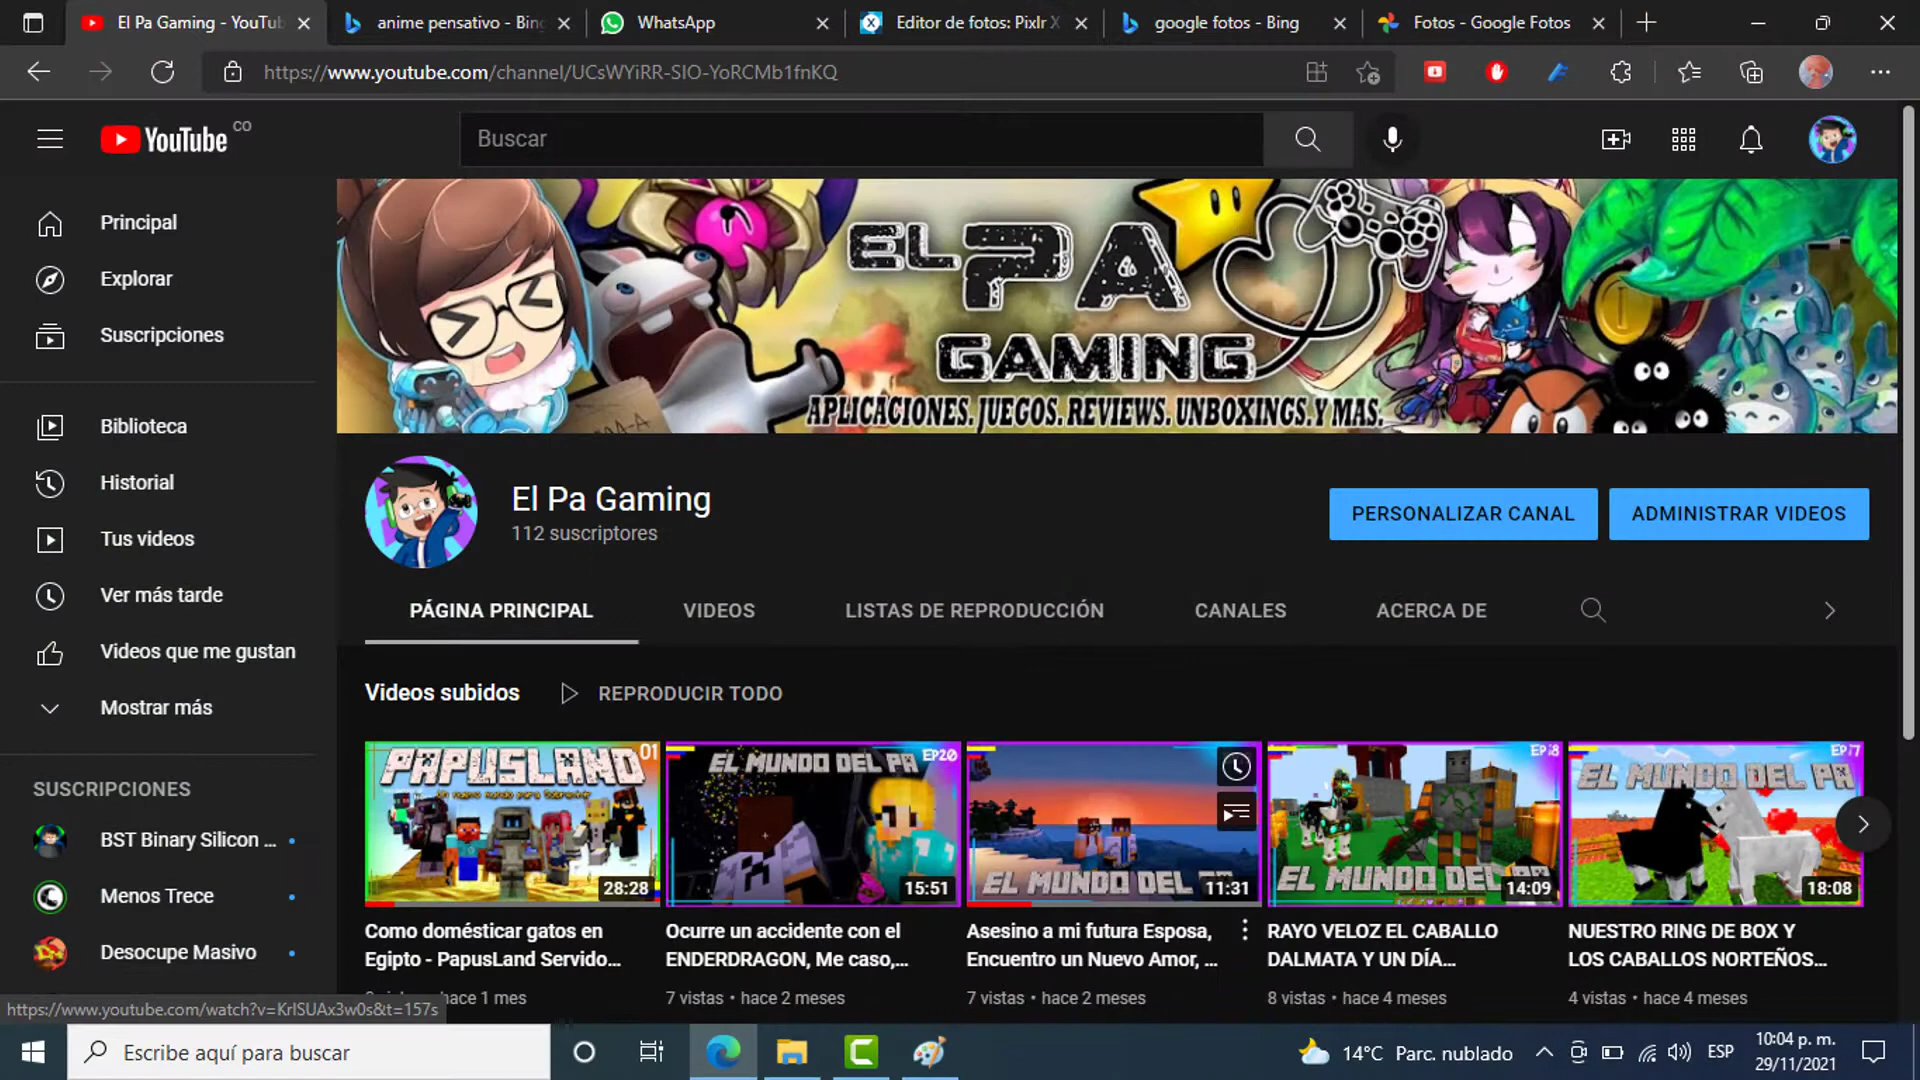 El Pa Gaming - YouTub
anime pensativo - Bing
WhatsApp
Editor de fotos: Pixlr X
google fotos - Bing
Fotos - Google Fotos
https://www.youtube.com/channel/UCsWYiRR-SIO-YoRCMb1fnKQ
YouTube CO
Buscar
Principal
Explorar
Suscripciones
Biblioteca
Historial
Tus videos
Ver más tarde
Videos que me gustan
Mostrar más
SUSCRIPCIONES
BST Binary Silicon ...
Menos Trece
Desocupe Masivo
EL PA
GAMING
APLICACIONES. JUEGOS. REVIEWS. UNBOXINGS. Y MAS.
El Pa Gaming
112 suscriptores
PERSONALIZAR CANAL
ADMINISTRAR VIDEOS
PÁGINA PRINCIPAL
VIDEOS
LISTAS DE REPRODUCCIÓN
CANALES
ACERCA DE
Videos subidos
REPRODUCIR TODO
PAPUSLAND 01
Un nuevo mundo para Sobrevivir
28:28
Como domésticar gatos en
Egipto - PapusLand Servido...
hace 1 mes
EL MUNDO DEL PA EP20
15:51
Ocurre un accidente con el
ENDERDRAGON, Me caso,...
7 vistas • hace 2 meses
EL MUNDO DEL PA
11:31
Asesino a mi futura Esposa,
Encuentro un Nuevo Amor, ...
7 vistas • hace 2 meses
EP18
EL MUNDO DEL PA
14:09
RAYO VELOZ EL CABALLO
DALMATA Y UN DÍA...
8 vistas • hace 4 meses
EP17
EL MUNDO DEL PA
18:08
NUESTRO RING DE BOX Y
LOS CABALLOS NORTEÑOS...
4 vistas • hace 4 meses
https://www.youtube.com/watch?v=KrISUAx3w0s&t=157s
Escribe aquí para buscar
14°C Parc. nublado
ESP
10:04 p. m.
29/11/2021